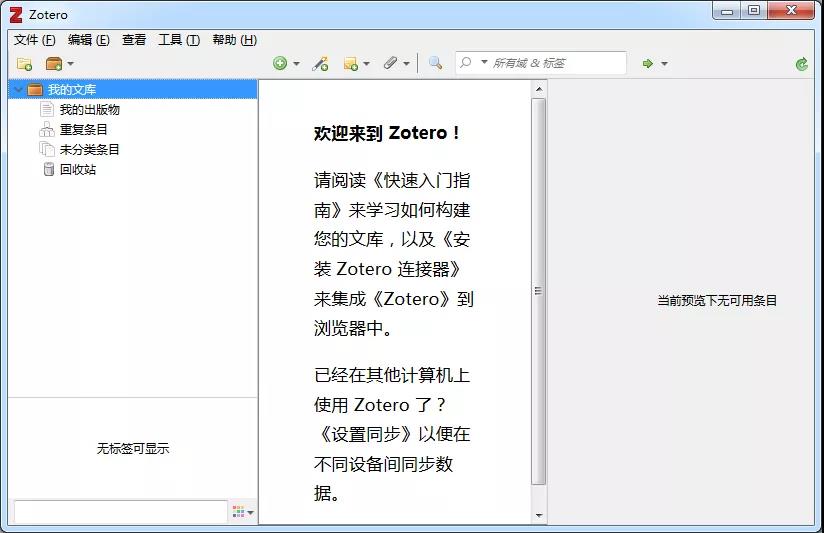 Zotero
文件 (F) 编辑 (E) 查看 工具 (T) 帮助 (H)
所有域 & 标签
我的文库
我的出版物
重复条目
未分类条目
回收站
无标签可显示
欢迎来到 Zotero！
请阅读《快速入门指
南》来学习如何构建
您的文库，以及《安
装 Zotero 连接器》
来集成《Zotero》到
浏览器中。
已经在其他计算机上
使用 Zotero 了？
《设置同步》以便在
不同设备间同步数
据。
当前预览下无可用条目